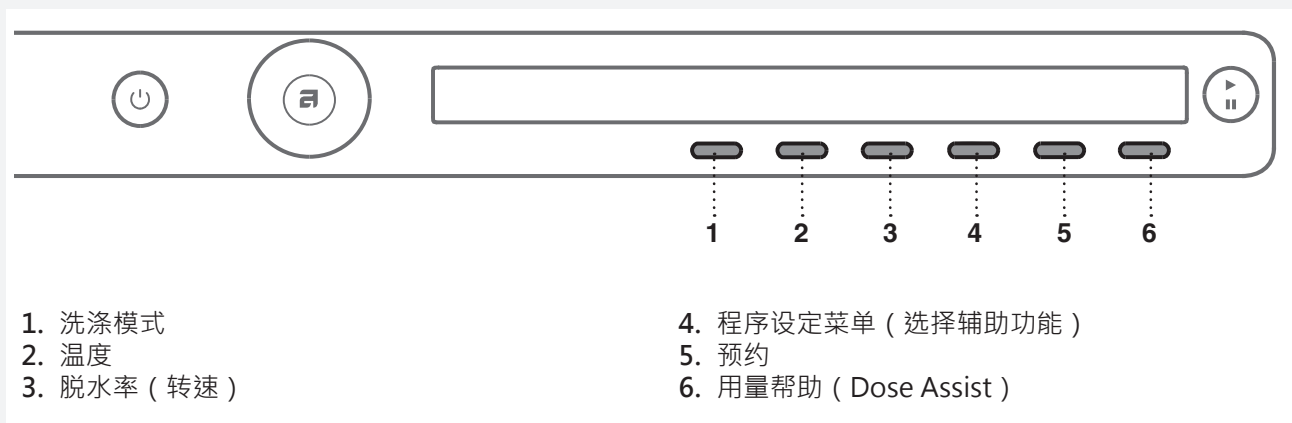 1 2 3 4 5 6
1. 洗涤模式
2. 温度
3. 脱水率（转速）
4. 程序设定菜单（选择辅助功能）
5. 预约
6. 用量帮助（Dose Assist）